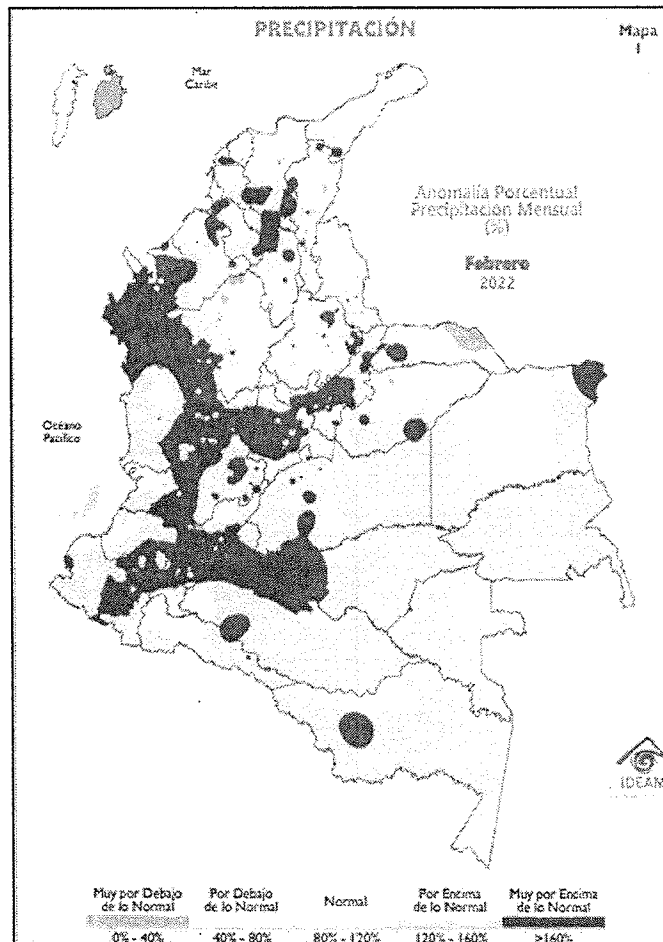 PRECIPITACIÓN
Mapa
1
Mar
Caribe
Anomalía Porcentual
Precipitación Mensual
(%)
Febrero
2022
Océano
Pacífico
IDEAM
Muy por Debajo
de lo Normal
Por Debajo
de lo Normal
Normal
Por Encima
de lo Normal
Muy por Encima
de lo Normal
0% - 40%
40% - 80%
80% - 120%
120% - 160%
>160%